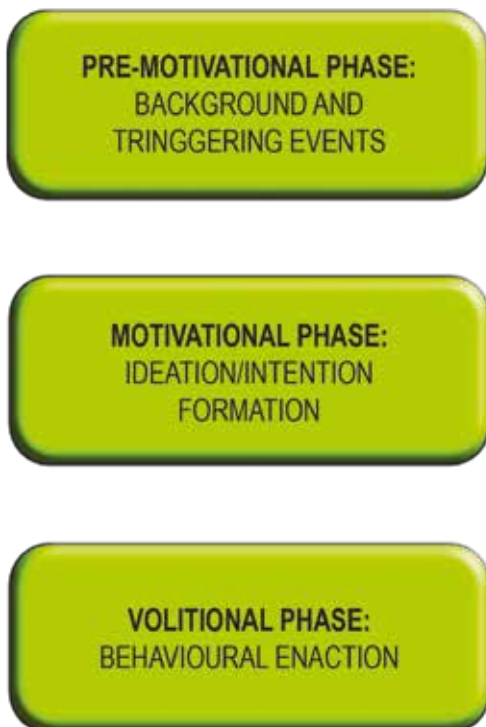 PRE-MOTIVATIONAL PHASE:
BACKGROUND AND
TRINGGERING EVENTS
MOTIVATIONAL PHASE:
IDEATION/INTENTION
FORMATION
VOLITIONAL PHASE:
BEHAVIOURAL ENACTION